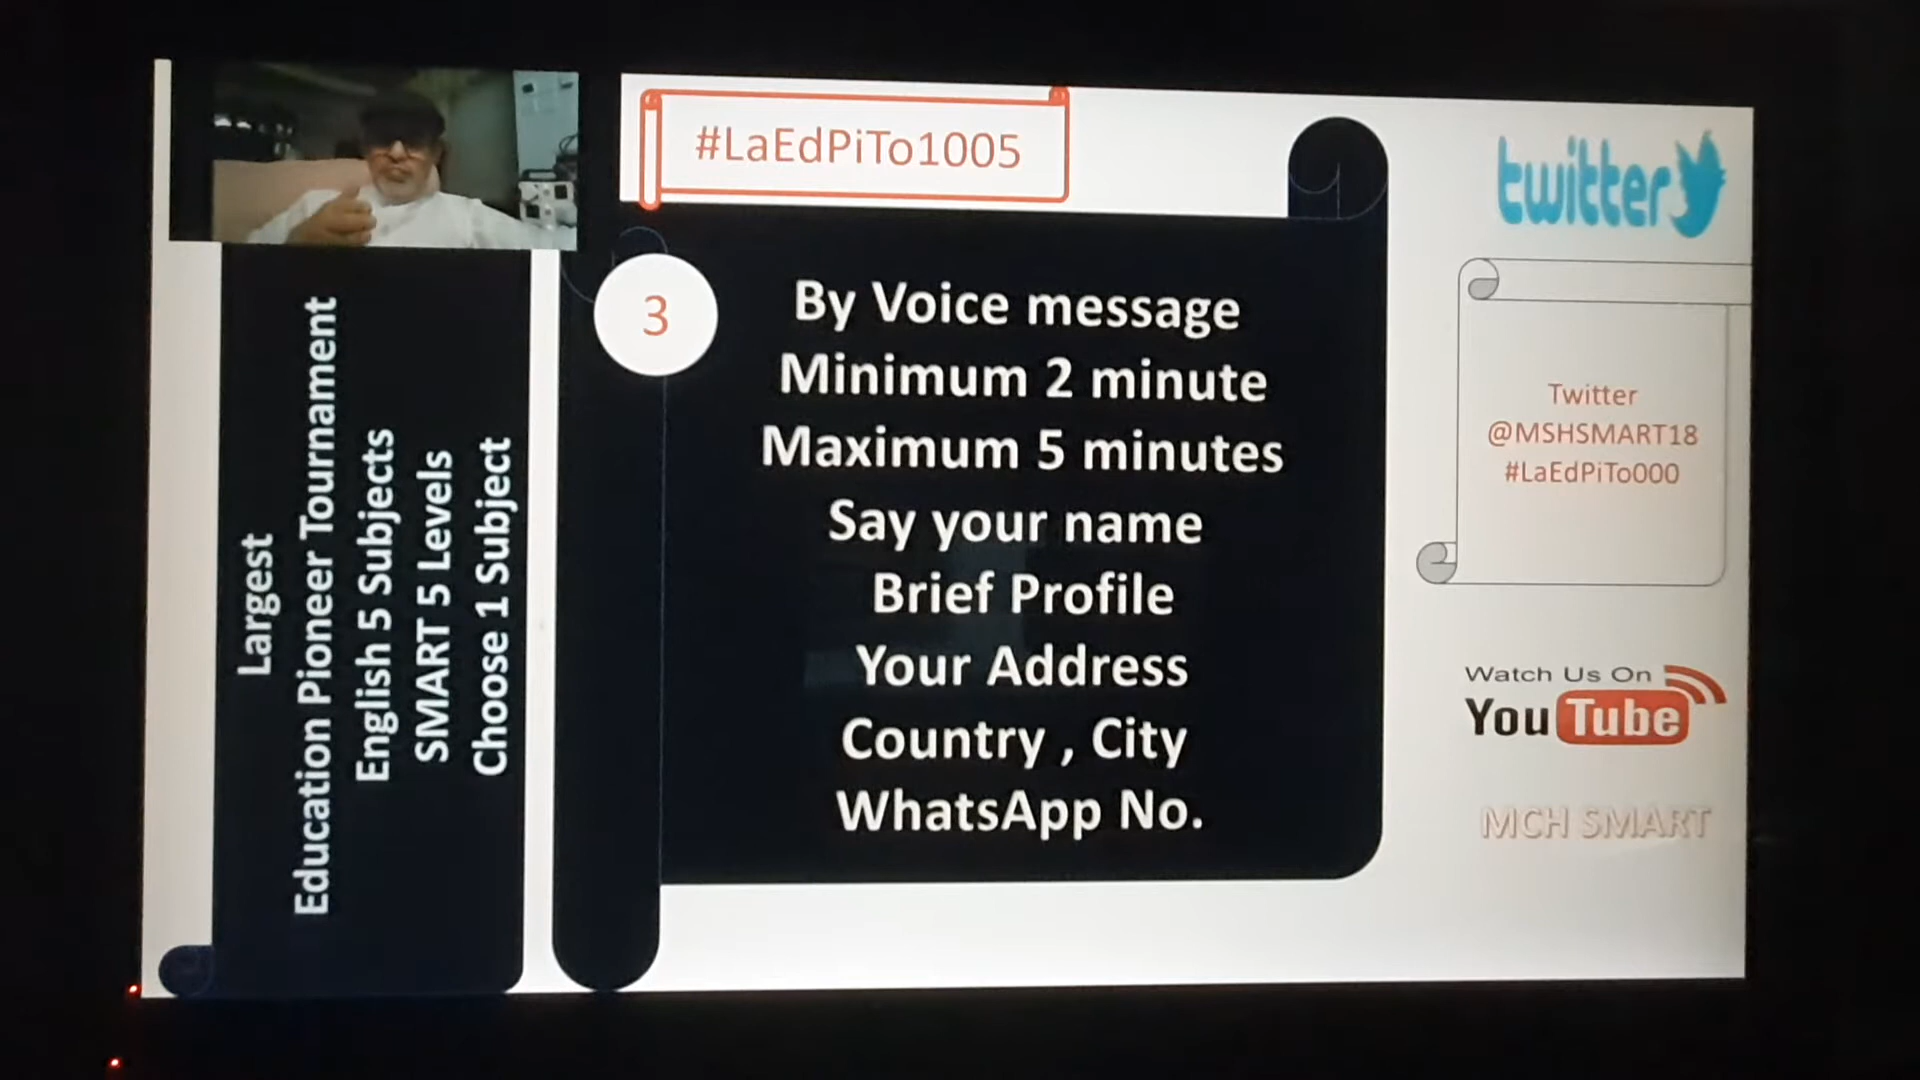 #LaEdPiTo1005
twitter
3
By Voice message
Minimum 2 minute
Maximum 5 minutes
Say your name
Brief Profile
Your Address
Country , City
WhatsApp No.
Largest
Education Pioneer Tournament
English 5 Subjects
SMART 5 Levels
Choose 1 Subject
Twitter
@MSHSMART18
#LaEdPiTo000
Watch Us On
YouTube
MCH SMART